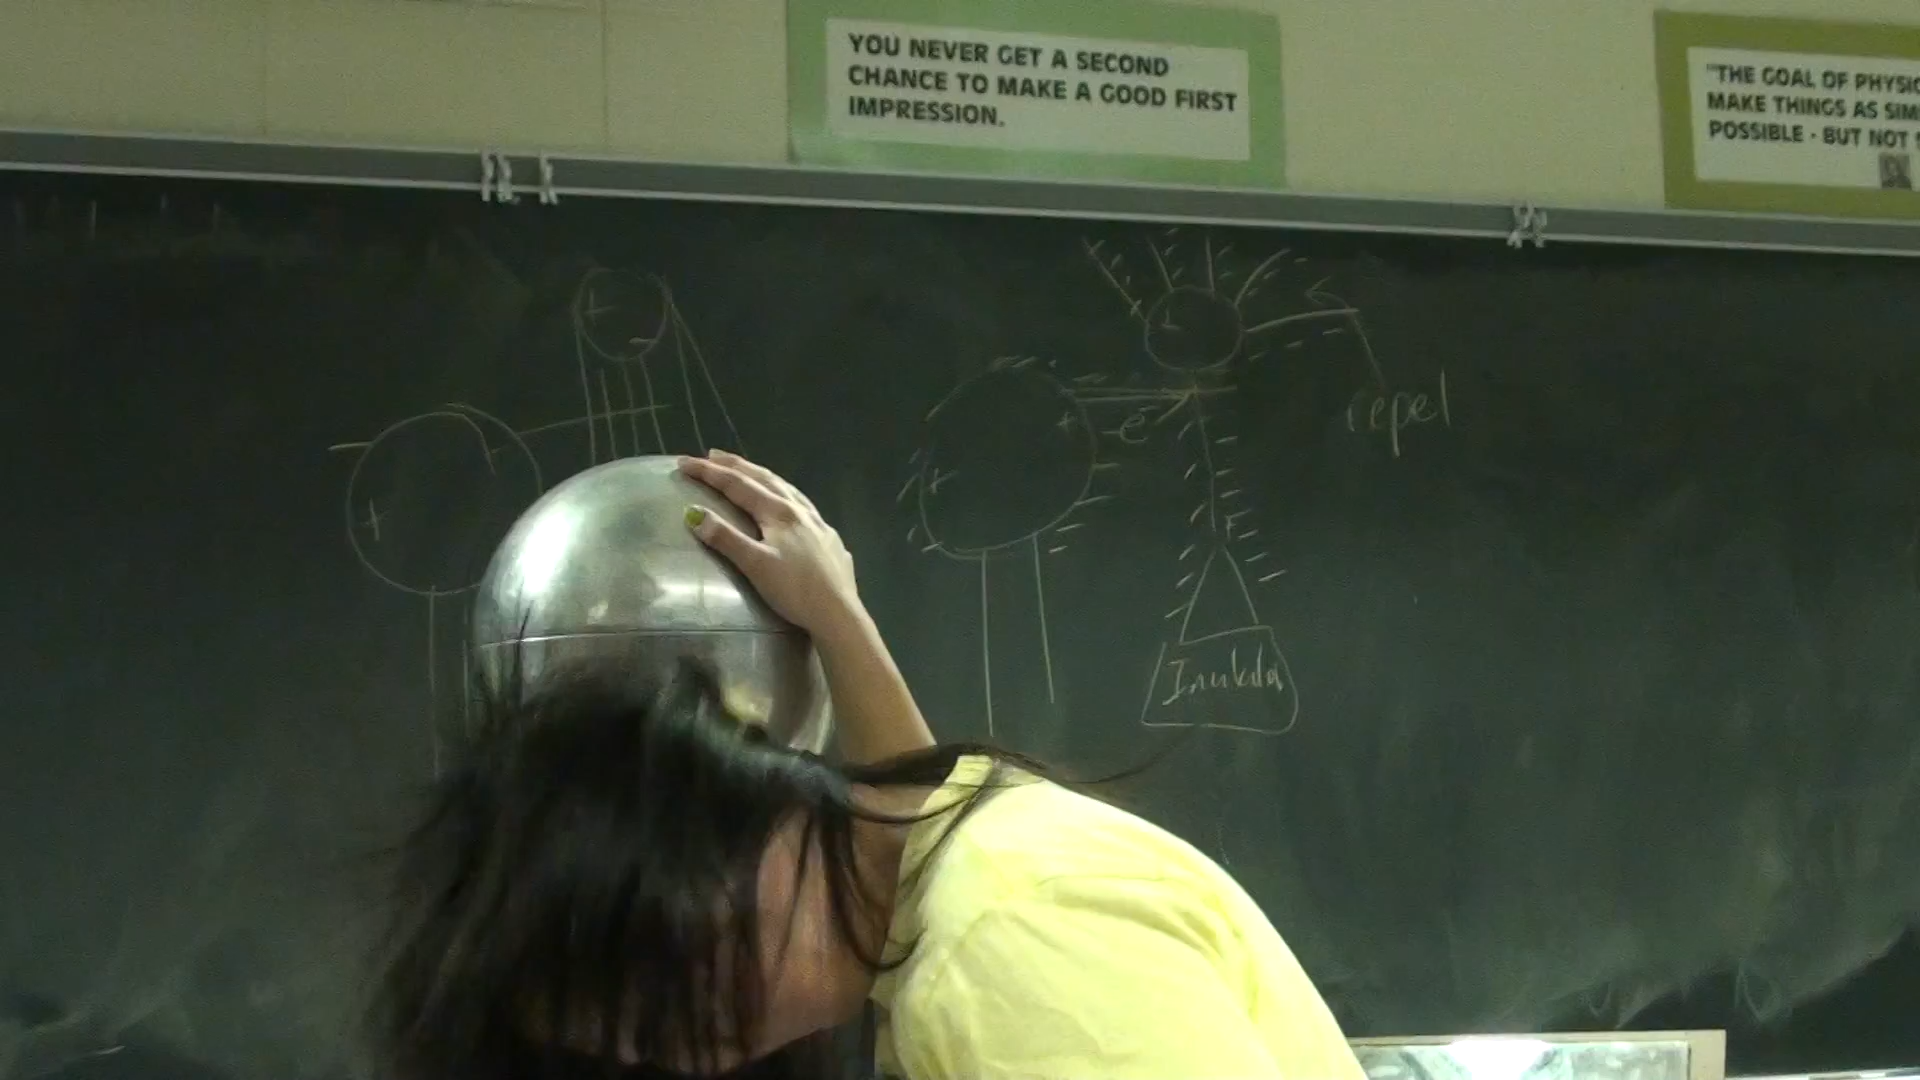 YOU NEVER GET A SECOND
CHANCE TO MAKE A GOOD FIRST
IMPRESSION.
"THE GOAL OF PHYSIC
MAKE THINGS AS SIM
POSSIBLE - BUT NOT
repel
e